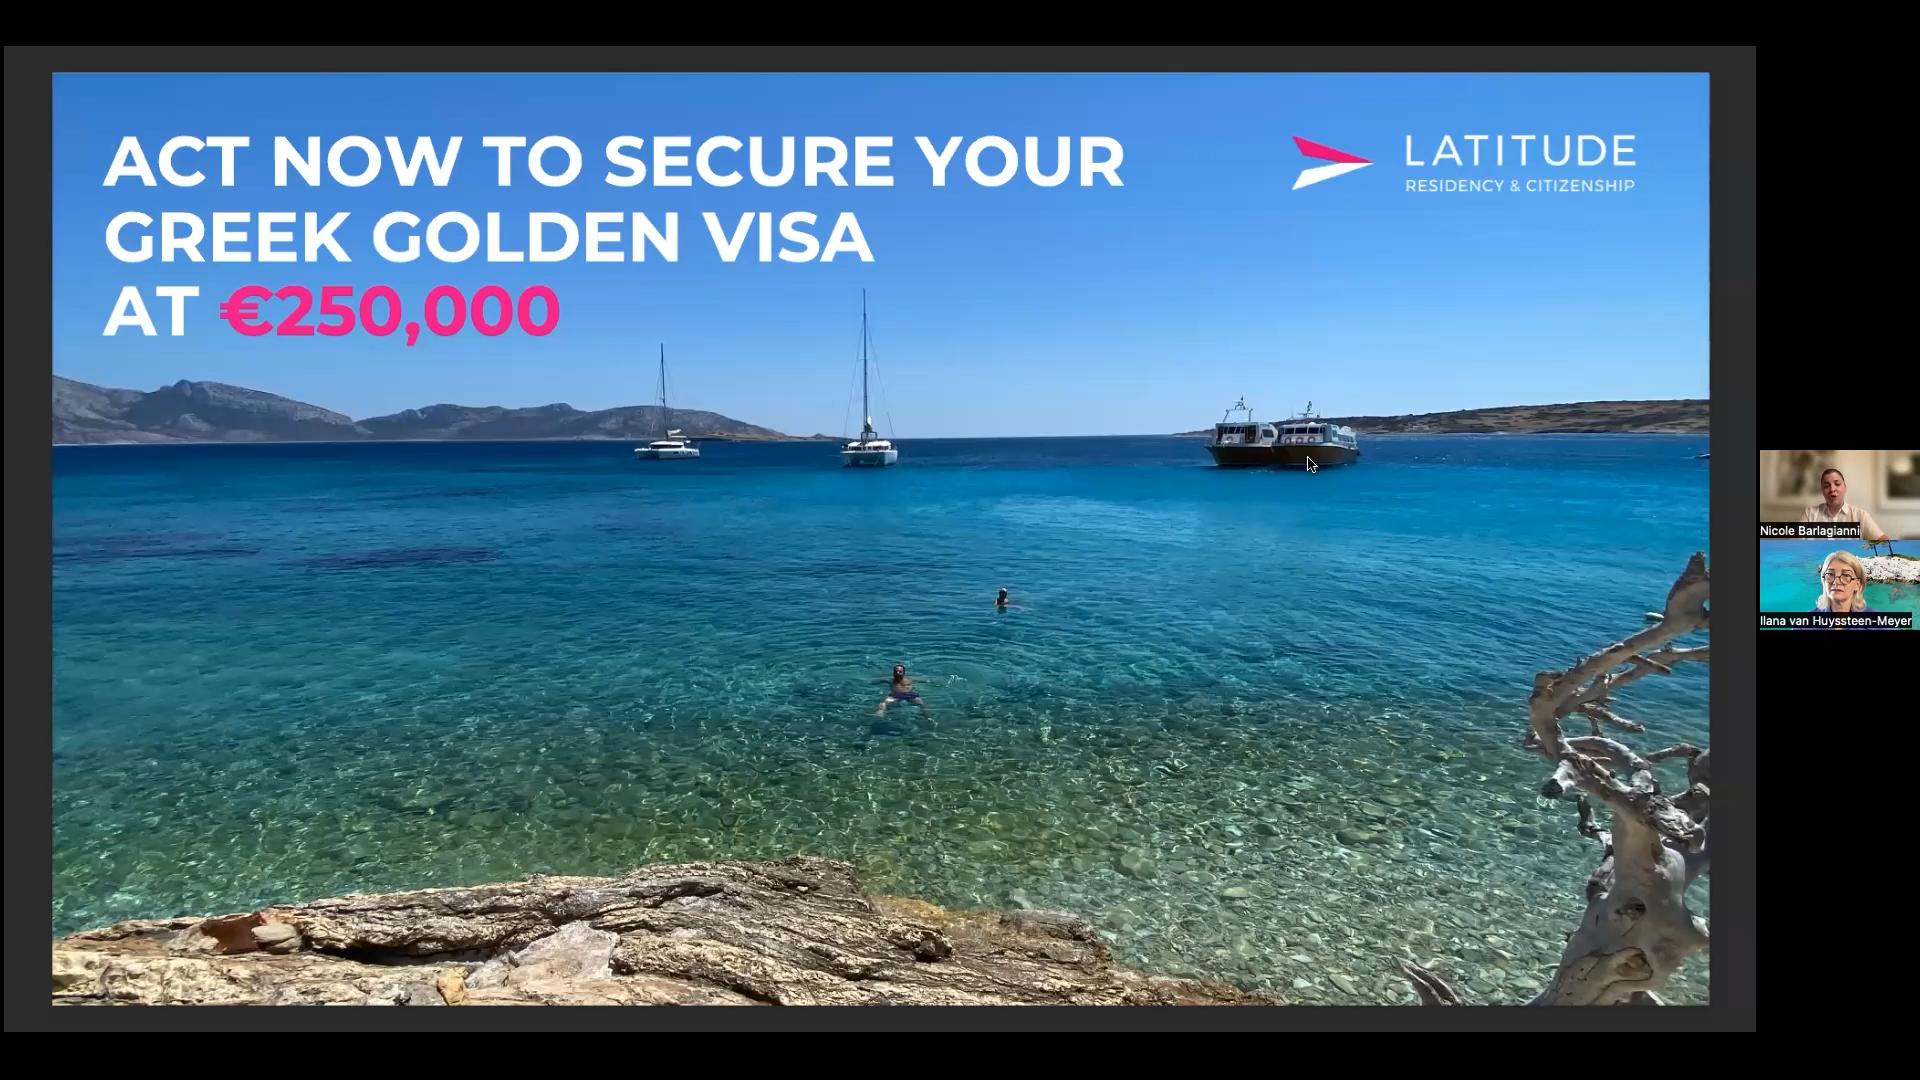 ACT NOW TO SECURE YOUR
GREEK GOLDEN VISA
AT €250,000
LATITUDE
RESIDENCY & CITIZENSHIP
Nicole Barlagianni
Ilana van Huyssteen-Meyer